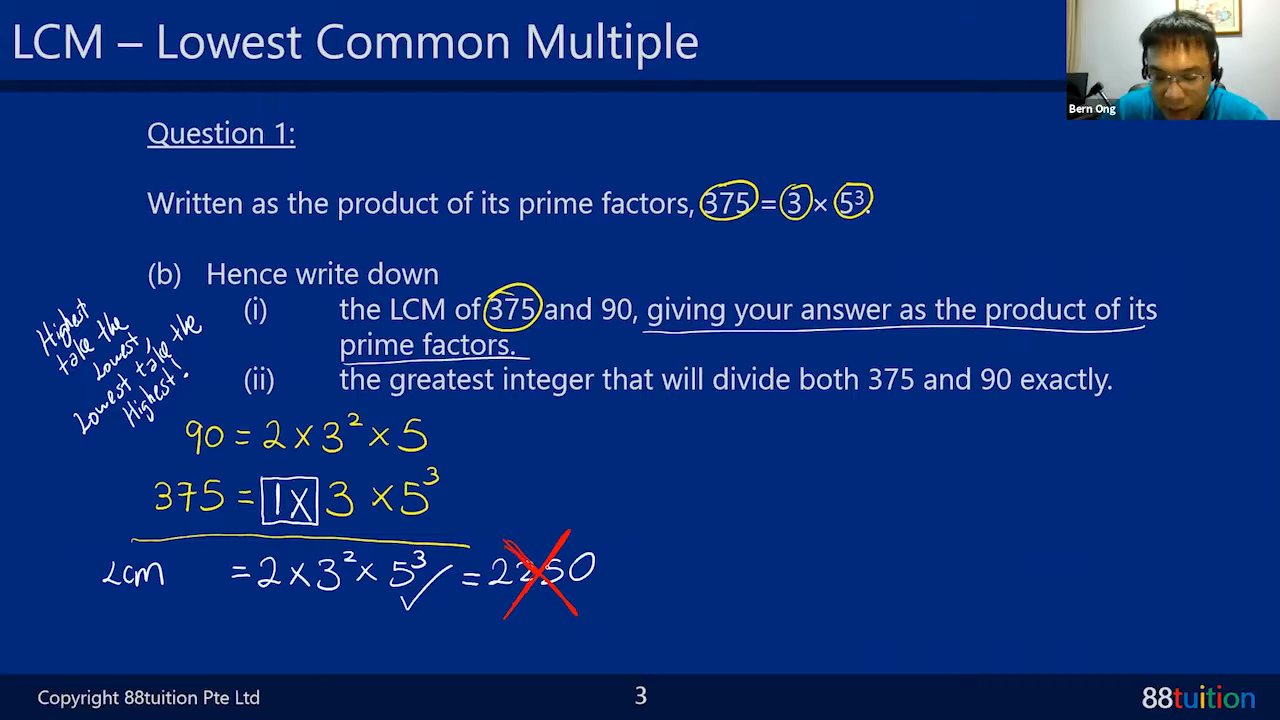 LCM – Lowest Common Multiple
Bern Ong
Question 1:
Written as the product of its prime factors, 375 = 3 × 5³.
(b) Hence write down
(i) the LCM of 375 and 90, giving your answer as the product of its
prime factors.
(ii) the greatest integer that will divide both 375 and 90 exactly.
Highest
take the
Lowest,
Lowest take the
Highest!
90 = 2 × 3² × 5
375 = 1 × 3 × 5³
LCM = 2 × 3² × 5³ = 2250
Copyright 88tuition Pte Ltd
3
88tuition